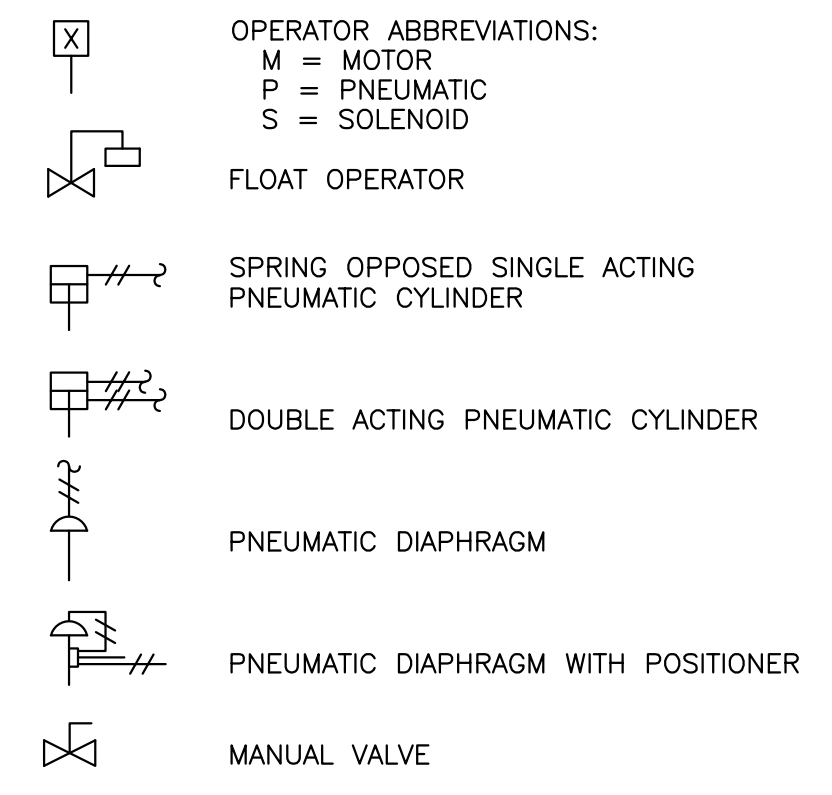 X
OPERATOR ABBREVIATIONS:
M = MOTOR
P = PNEUMATIC
S = SOLENOID
FLOAT OPERATOR
SPRING OPPOSED SINGLE ACTING
PNEUMATIC CYLINDER
DOUBLE ACTING PNEUMATIC CYLINDER
PNEUMATIC DIAPHRAGM
PNEUMATIC DIAPHRAGM WITH POSITIONER
MANUAL VALVE